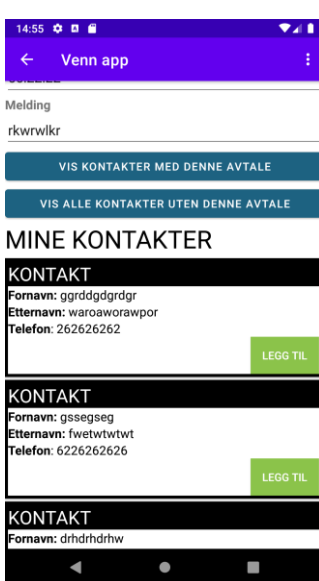 14:55
Venn app
Melding
rkwrwlkr
VIS KONTAKTER MED DENNE AVTALE
VIS ALLE KONTAKTER UTEN DENNE AVTALE
MINE KONTAKTER
KONTAKT
Fornavn: ggrddgdgrdgr
Etternavn: waroaworawpor
Telefon: 262626262
LEGG TIL
KONTAKT
Fornavn: gssegseg
Etternavn: fwetwtwtwt
Telefon: 6226262626
LEGG TIL
KONTAKT
Fornavn: drhdrhdrhw